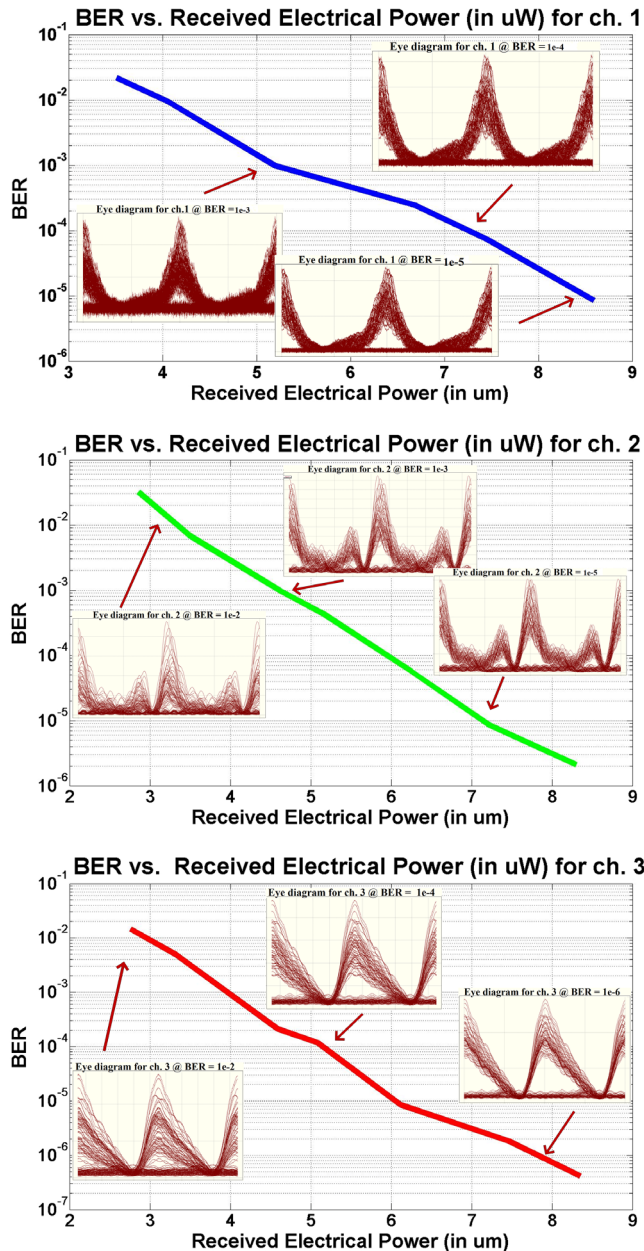 BER vs. Received Electrical Power (in uW) for ch. 1
10^-1
Eye diagram for ch. 1 @ BER = 1e-4
10^-2
10^-3
BER
Eye diagram for ch.1 @ BER = 1e-3
10^-4
Eye diagram for ch. 1 @ BER = 1e-5
10^-5
10^-6
3 4 5 6 7 8 9
Received Electrical Power (in um)
BER vs. Received Electrical Power (in uW) for ch. 2
10^-1
Eye diagram for ch. 2 @ BER = 1e-3
10^-2
10^-3
Eye diagram for ch. 2 @ BER = 1e-5
BER
Eye diagram for ch. 2 @ BER = 1e-2
10^-4
10^-5
10^-6
2 3 4 5 6 7 8 9
Received Electrical Power (in um)
BER vs. Received Electrical Power (in uW) for ch. 3
10^-1
Eye diagram for ch. 3 @ BER = 1e-4
10^-2
10^-3
Eye diagram for ch. 3 @ BER = 1e-6
BER
10^-4
Eye diagram for ch. 3 @ BER = 1e-2
10^-5
10^-6
10^-7
2 3 4 5 6 7 8 9
Received Electrical Power (in um)